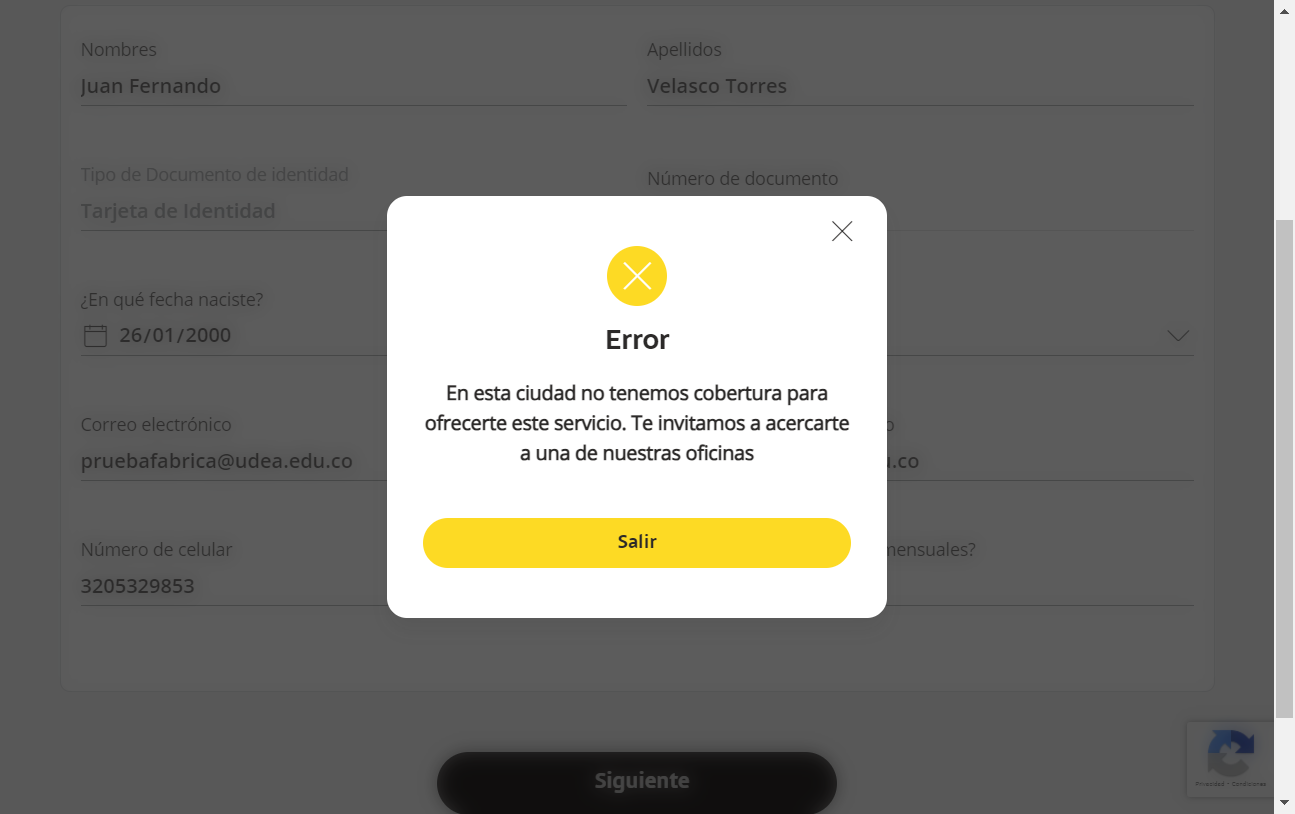 Nombres
Apellidos
Juan Fernando
Velasco Torres
Tipo de Documento de identidad
Número de documento
Tarjeta de Identidad
¿En qué fecha naciste?
26/01/2000
Error
En esta ciudad no tenemos cobertura para
ofrecerte este servicio. Te invitamos a acercarte
a una de nuestras oficinas
Correo electrónico
pruebafabrica@udea.edu.co
.co
Salir
Número de celular
mensuales?
3205329853
Siguiente
Privacidad - Condiciones